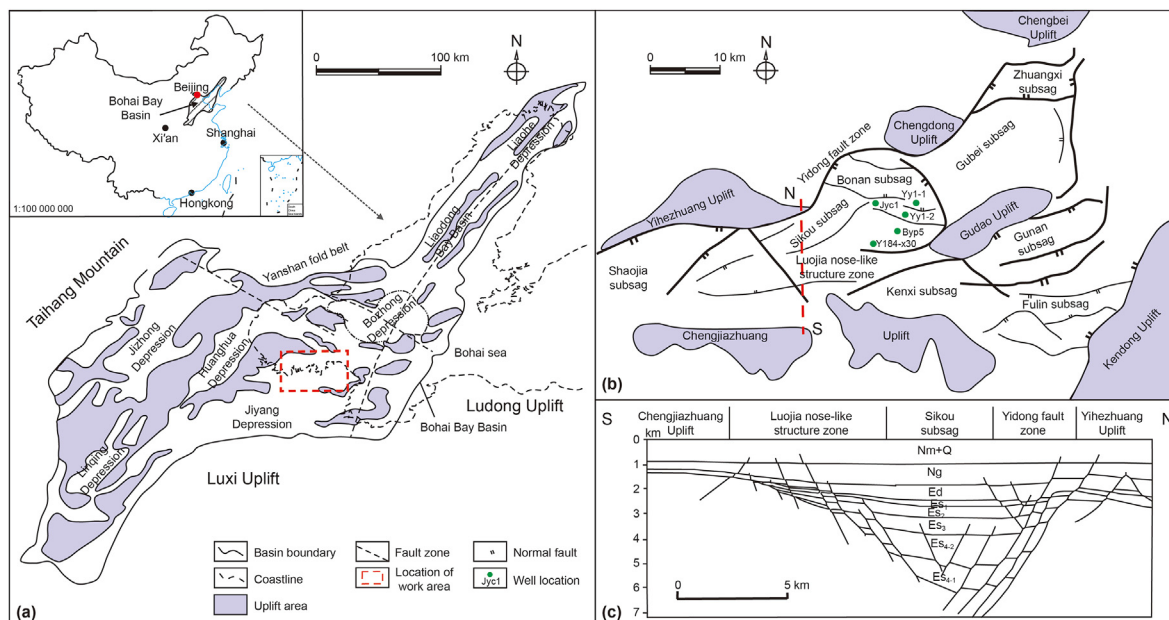 N
0
100 km
Beijing
Bohai Bay
Basin
Xi'an
Shanghai
Hongkong
1:100 000 000
Taihang Mountain
Yanshan fold belt
Liaohe
Depression
Liaodong
Bay Basin
Bozhong
Depression
Jizhong
Depression
Huanghua
Depression
Bohai sea
Jiyang
Depression
Ludong Uplift
Bohai Bay Basin
Linqing
Depression
Luxi Uplift
Basin boundary
Fault zone
Normal fault
Coastline
Location of
work area
Jyc1
Well location
Uplift area
(a)
0
10 km
N
Chengbei
Uplift
Zhuangxi
subsag
Chengdong
Uplift
Gubei subsag
Yidong fault zone
Bonan subsag
N
Yihezhuang Uplift
Jyc1
Yy1-1
Yy1-2
Byp5
Y184-x30
Sikou subsag
Gudao Uplift
Gunan
subsag
Luojia nose-like
structure zone
Shaojia
subsag
Kenxi subsag
Fulin subsag
S
Chengjiazhuang
Uplift
Kendong Uplift
(b)
S
Chengjiazhuang
Uplift
Luojia nose-like
structure zone
Sikou
subsag
Yidong fault
zone
Yihezhuang
Uplift
N
km
0
1
2
3
4
5
6
7
Nm+Q
Ng
Ed
Es1
Es2
Es3
Es4-2
Es4-1
0
5 km
(c)